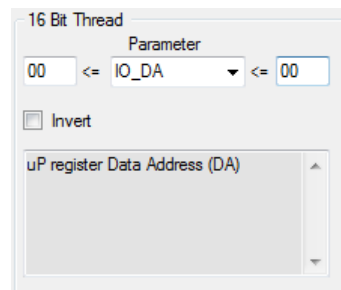 16 Bit Thread
Parameter
00 <= IO_DA <= 00
Invert
uP register Data Address (DA)